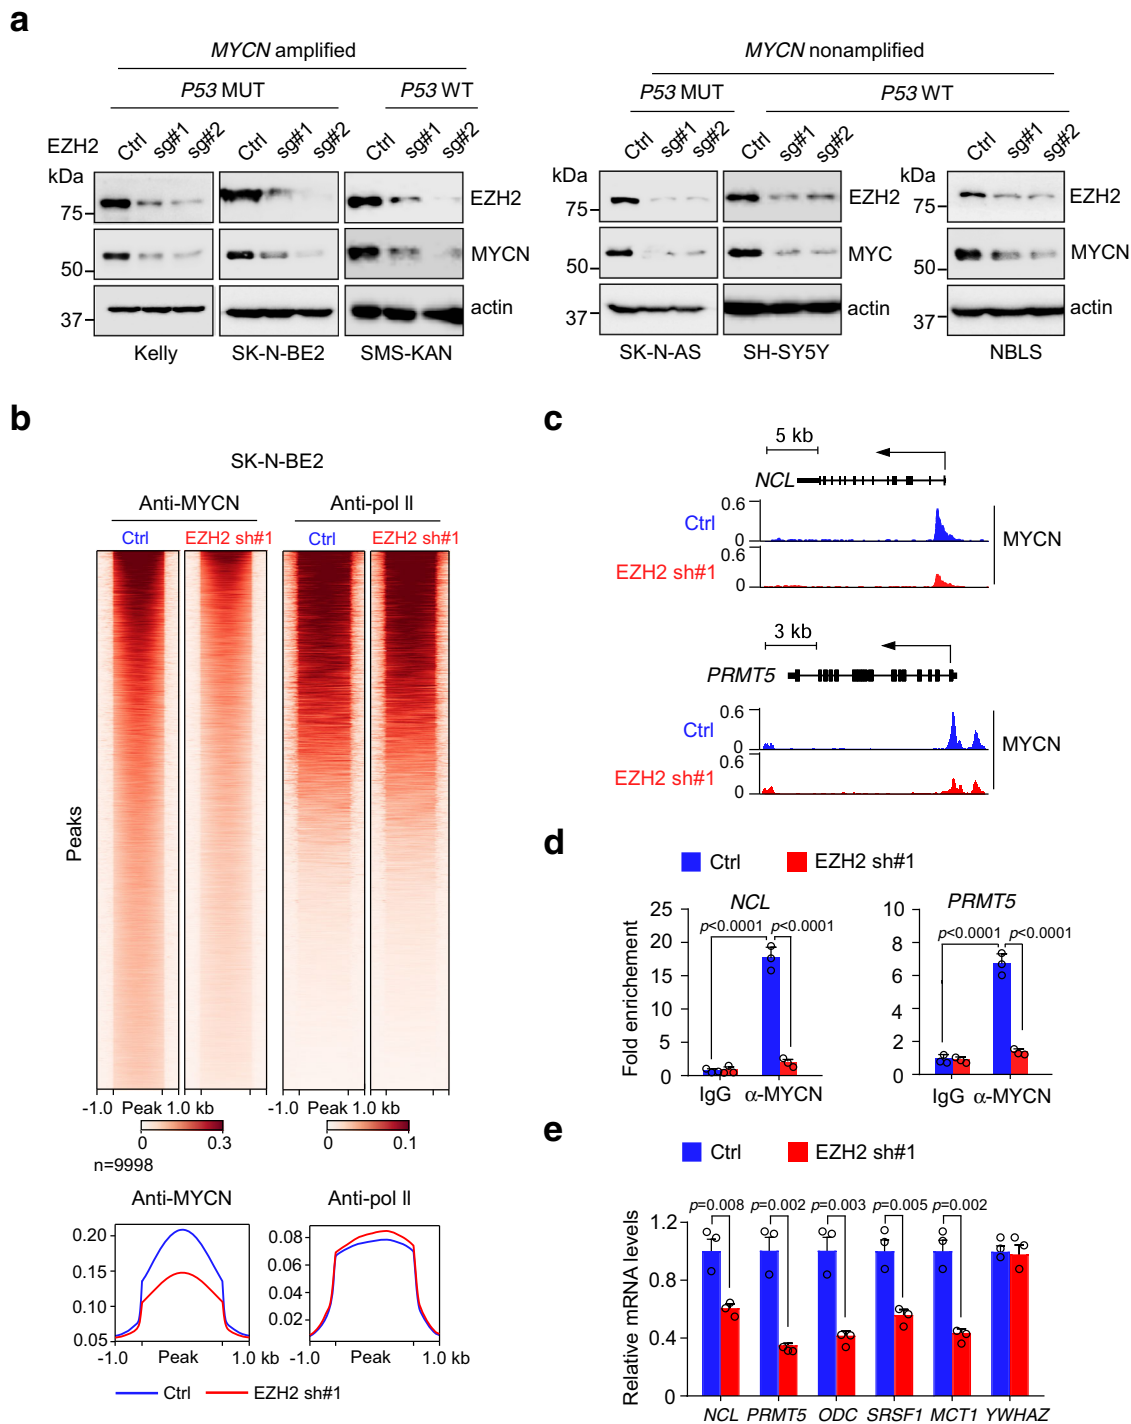 a
MYCN amplified
MYCN nonamplified
P53 MUT
P53 WT
P53 MUT
P53 WT
EZH2
Ctrl sg#1 sg#2 Ctrl sg#1 sg#2 Ctrl sg#1 sg#2
Ctrl sg#1 sg#2 Ctrl sg#1 sg#2 Ctrl sg#1 sg#2
kDa
75
EZH2
50
MYCN
37
actin
Kelly SK-N-BE2 SMS-KAN
kDa
75
EZH2
50
MYC
37
actin
SK-N-AS SH-SY5Y
kDa
75
EZH2
50
MYCN
37
actin
NBLS
b
SK-N-BE2
Anti-MYCN Anti-pol II
Ctrl EZH2 sh#1 Ctrl EZH2 sh#1
Peaks
-1.0 Peak 1.0 kb -1.0 Peak 1.0 kb
0 0.3 0 0.1
n=9998
Anti-MYCN
0.20
0.15
0.10
0.05
-1.0 Peak 1.0 kb
Anti-pol II
0.08
0.06
0.04
0.02
-1.0 Peak 1.0 kb
Ctrl EZH2 sh#1
c
5 kb
NCL
0.6
Ctrl
0
0.6
EZH2 sh#1
0
MYCN
3 kb
PRMT5
0.6
Ctrl
0
0.6
EZH2 sh#1
0
MYCN
d
Ctrl EZH2 sh#1
NCL
Fold enrichement
25
20
15
10
5
0
p<0.0001 p<0.0001
IgG α-MYCN
PRMT5
10
8
6
4
2
0
p<0.0001 p<0.0001
IgG α-MYCN
e
Ctrl EZH2 sh#1
Relative mRNA levels
1.2
0.8
0.4
0
p=0.008 p=0.002 p=0.003 p=0.005 p=0.002
NCL PRMT5 ODC SRSF1 MCT1 YWHAZ